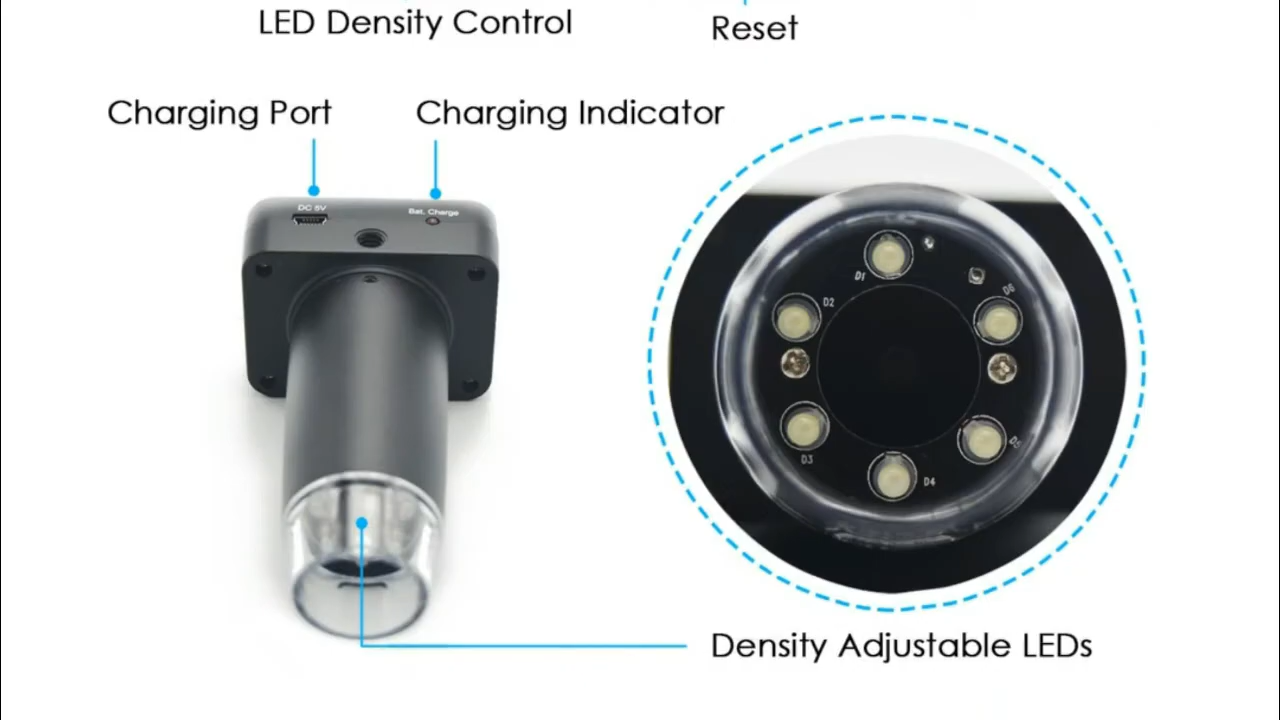 LED Density Control
Reset
Charging Port
Charging Indicator
DC 5V
Bat. Charge
D1
D2
D6
D3
D4
D5
Density Adjustable LEDs